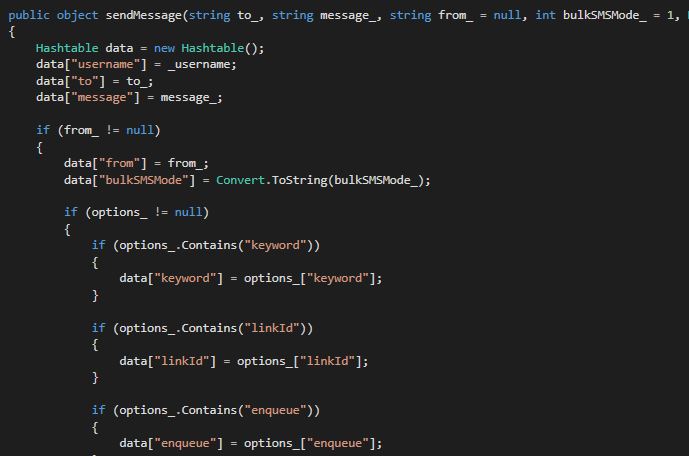 public object sendMessage(string to_, string message_, string from_ = null, int bulkSMSMode_ = 1,
{
    Hashtable data = new Hashtable();
    data["username"] = _username;
    data["to"] = to_;
    data["message"] = message_;

    if (from_ != null)
    {
        data["from"] = from_;
        data["bulkSMSMode"] = Convert.ToString(bulkSMSMode_);

        if (options_ != null)
        {
            if (options_.Contains("keyword"))
            {
                data["keyword"] = options_["keyword"];
            }

            if (options_.Contains("linkId"))
            {
                data["linkId"] = options_["linkId"];
            }

            if (options_.Contains("enqueue"))
            {
                data["enqueue"] = options_["enqueue"];